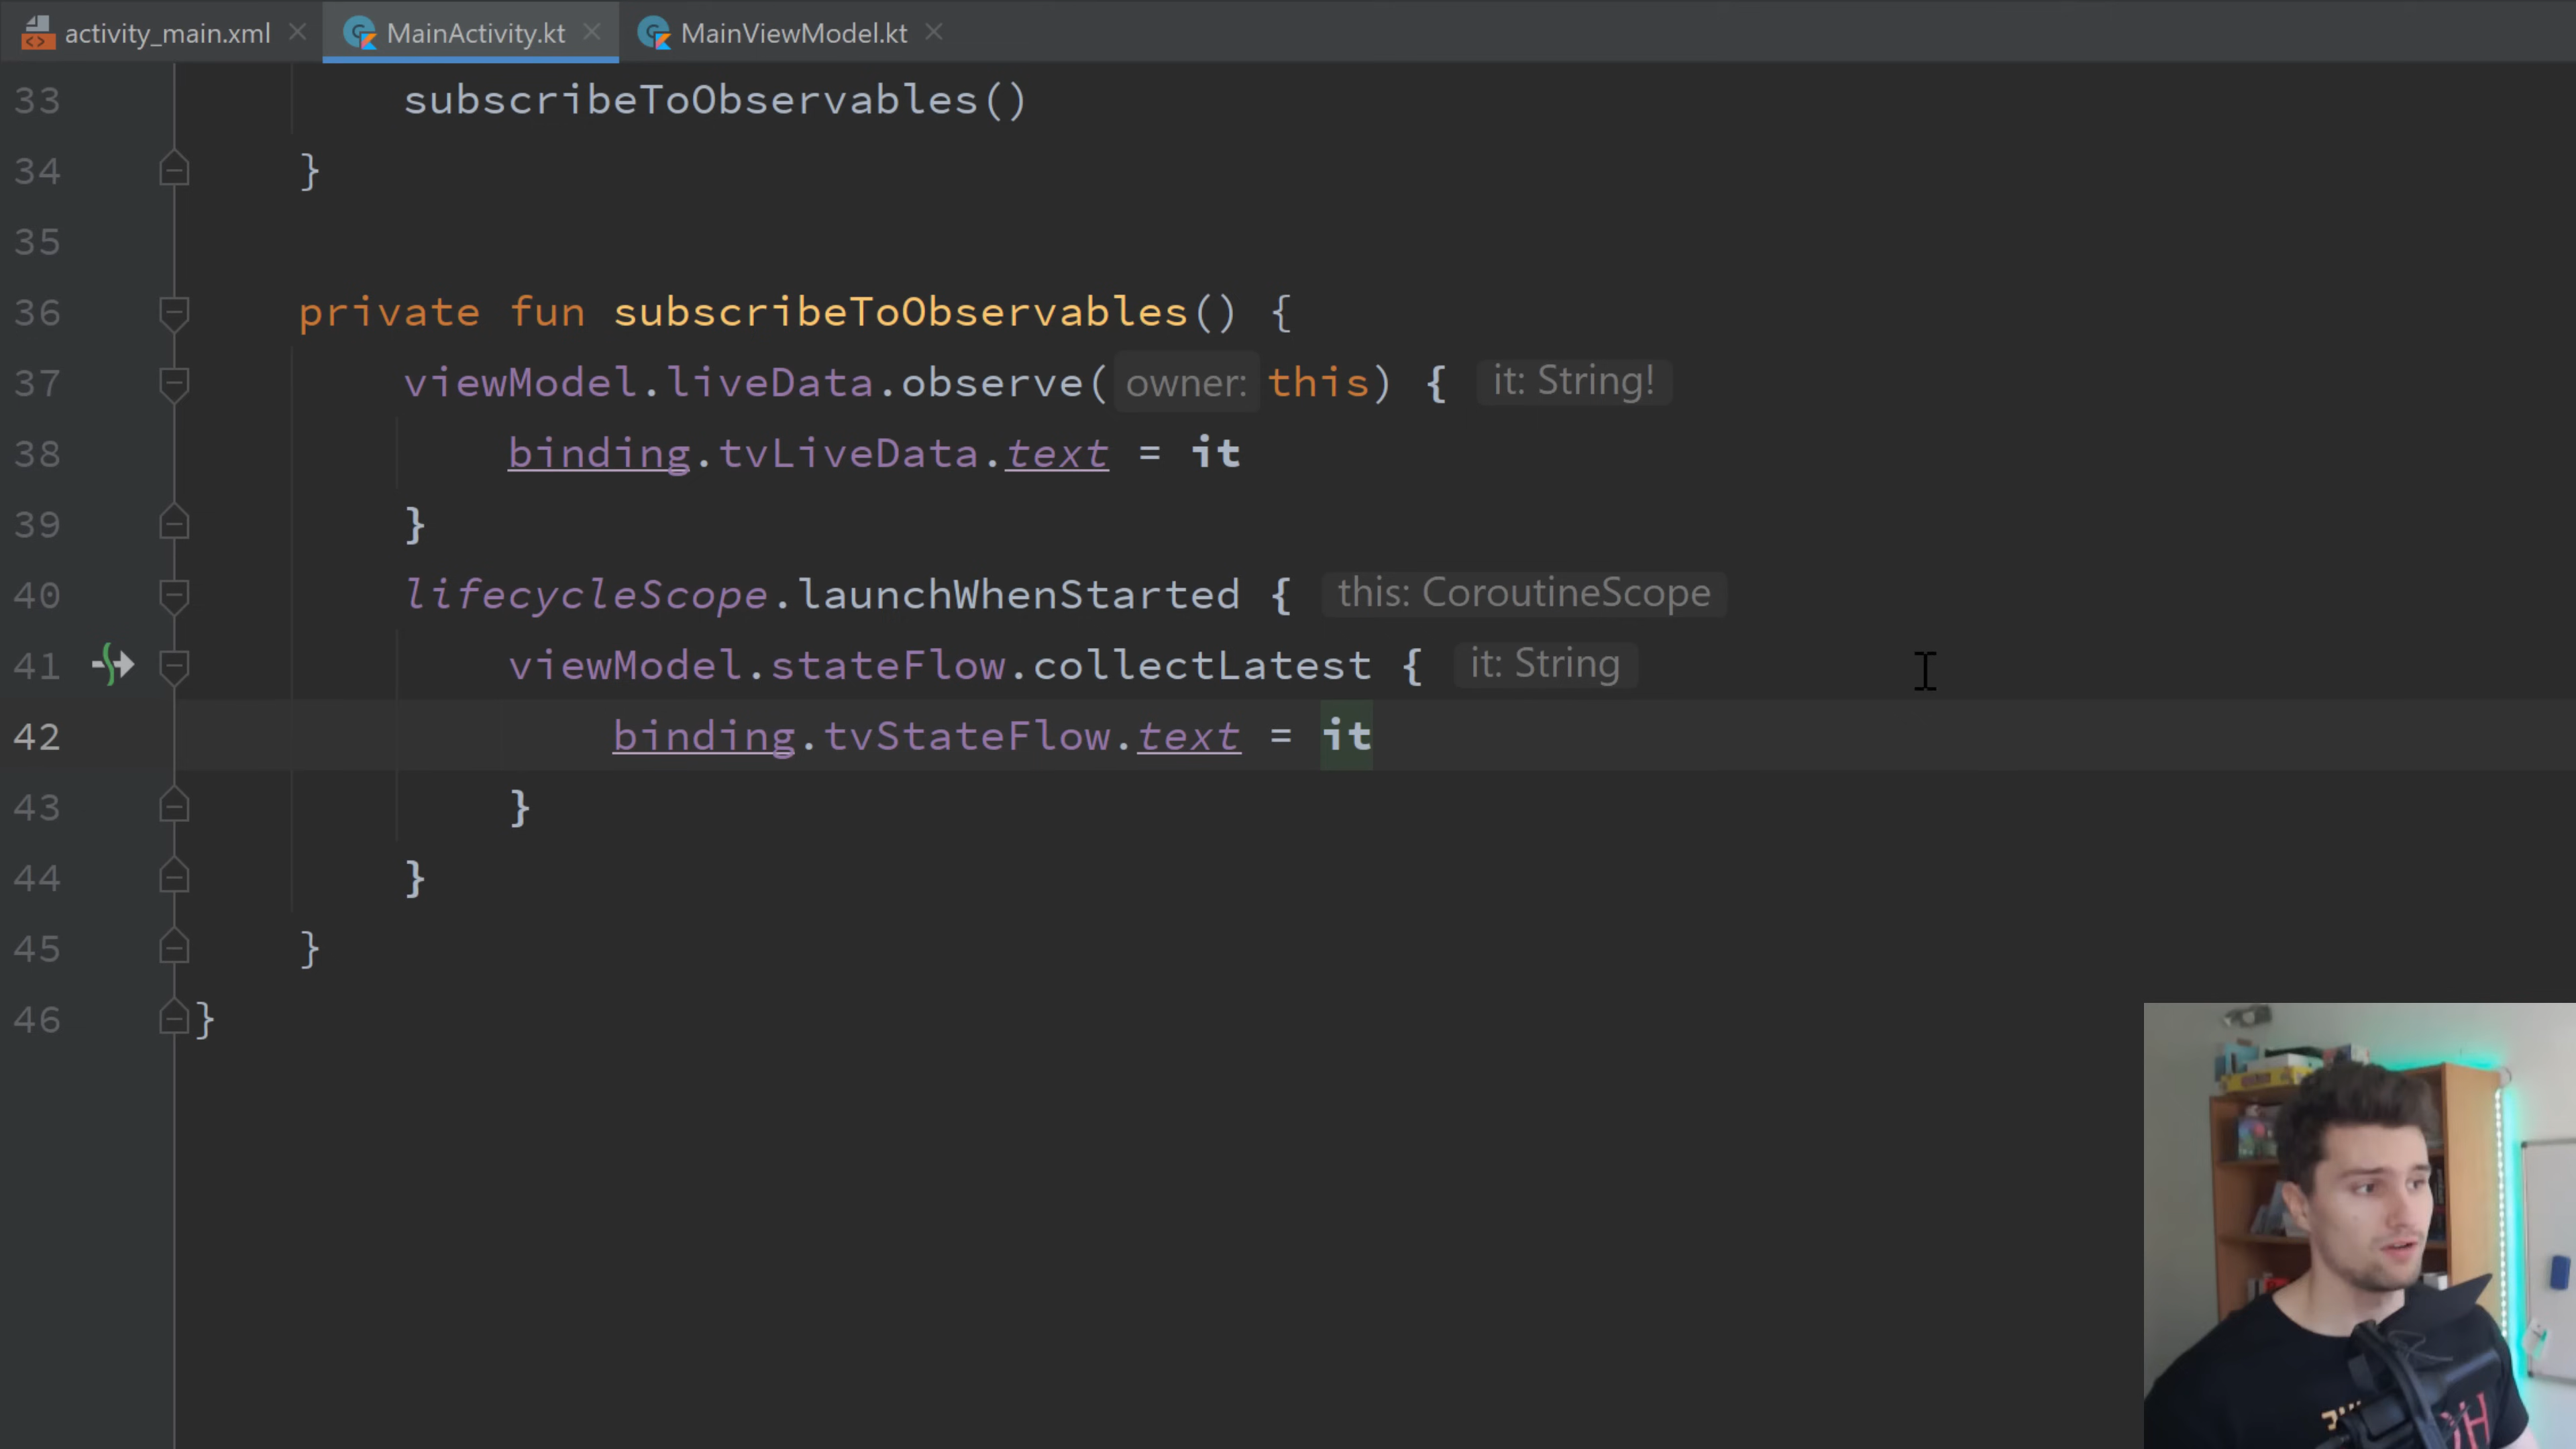 activity_main.xml MainActivity.kt MainViewModel.kt
33 subscribeToObservables()
34 }
35
36 private fun subscribeToObservables() {
37 viewModel.liveData.observe( owner: this) { it: String!
38 binding.tvLiveData.text = it
39 }
40 lifecycleScope.launchWhenStarted { this: CoroutineScope
41 viewModel.stateFlow.collectLatest { it: String
42 binding.tvStateFlow.text = it
43 }
44 }
45 }
46 }